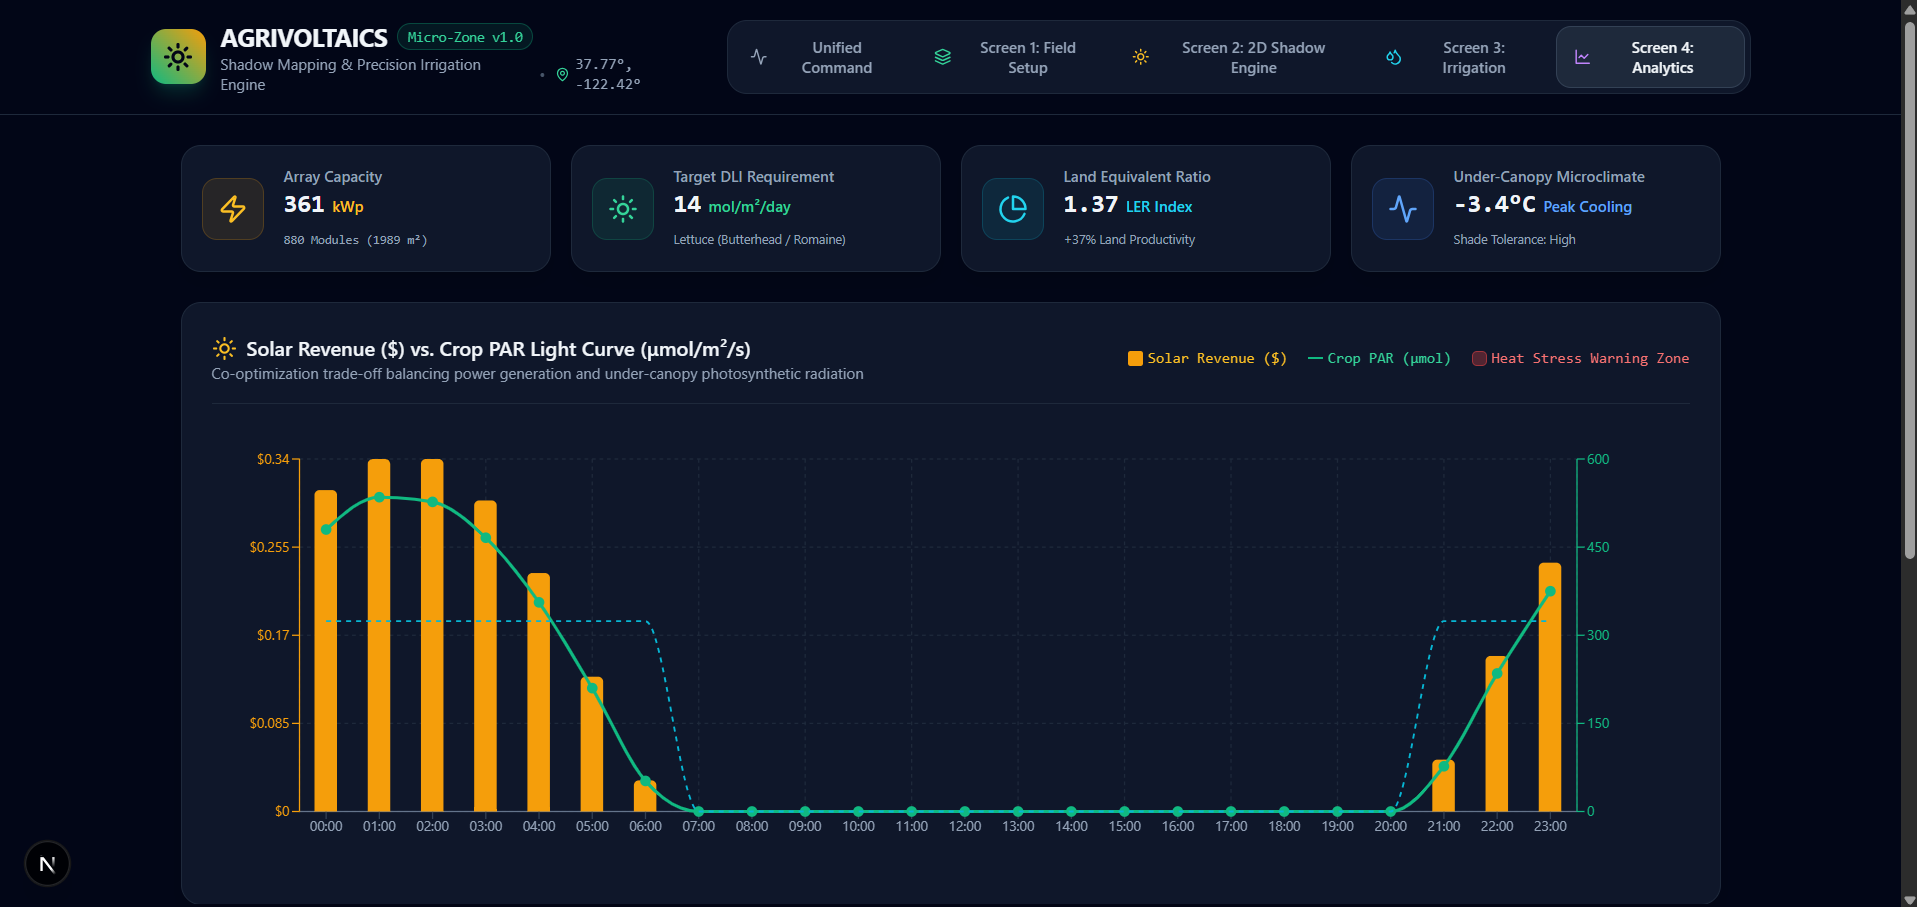 AGRIVOLTAICS
Micro-Zone v1.0
Shadow Mapping & Precision Irrigation
Engine
•
37.77°,
-122.42°
Unified
Command
Screen 1: Field
Setup
Screen 2: 2D Shadow
Engine
Screen 3:
Irrigation
Screen 4:
Analytics
Array Capacity
361 kWp
880 Modules (1989 m²)
Target DLI Requirement
14 mol/m²/day
Lettuce (Butterhead / Romaine)
Land Equivalent Ratio
1.37 LER Index
+37% Land Productivity
Under-Canopy Microclimate
-3.4°C Peak Cooling
Shade Tolerance: High
Solar Revenue ($) vs. Crop PAR Light Curve (µmol/m²/s)
Co-optimization trade-off balancing power generation and under-canopy photosynthetic radiation
Solar Revenue ($)
Crop PAR (µmol)
Heat Stress Warning Zone
$0.34
$0.255
$0.17
$0.085
$0
600
450
300
150
0
00:00 01:00 02:00 03:00 04:00 05:00 06:00 07:00 08:00 09:00 10:00 11:00 12:00 13:00 14:00 15:00 16:00 17:00 18:00 19:00 20:00 21:00 22:00 23:00
N